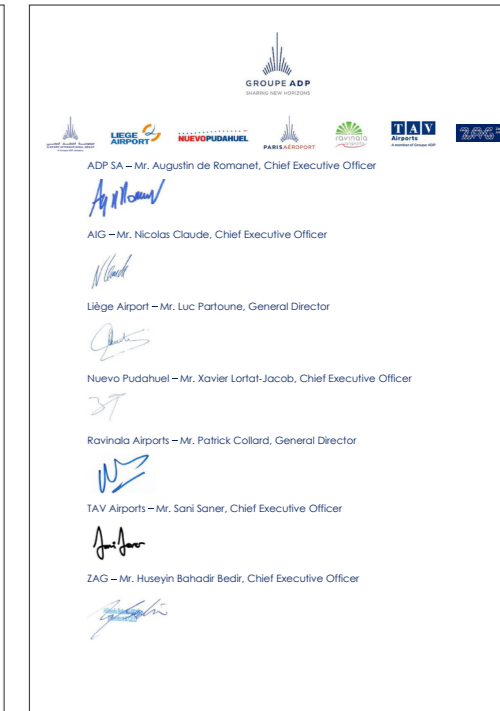 GROUPE ADP
SHARING NEW HORIZONS
LIEGE AIRPORT
NUEVOPUDAHUEL
PARIS AÉROPORT
ravinala
airports
TAV
Airports
A member of Groupe ADP
ZAG
ADP SA – Mr. Augustin de Romanet, Chief Executive Officer
AIG – Mr. Nicolas Claude, Chief Executive Officer
Liège Airport – Mr. Luc Partoune, General Director
Nuevo Pudahuel – Mr. Xavier Lortat-Jacob, Chief Executive Officer
Ravinala Airports – Mr. Patrick Collard, General Director
TAV Airports – Mr. Sani Saner, Chief Executive Officer
ZAG – Mr. Huseyin Bahadir Bedir, Chief Executive Officer